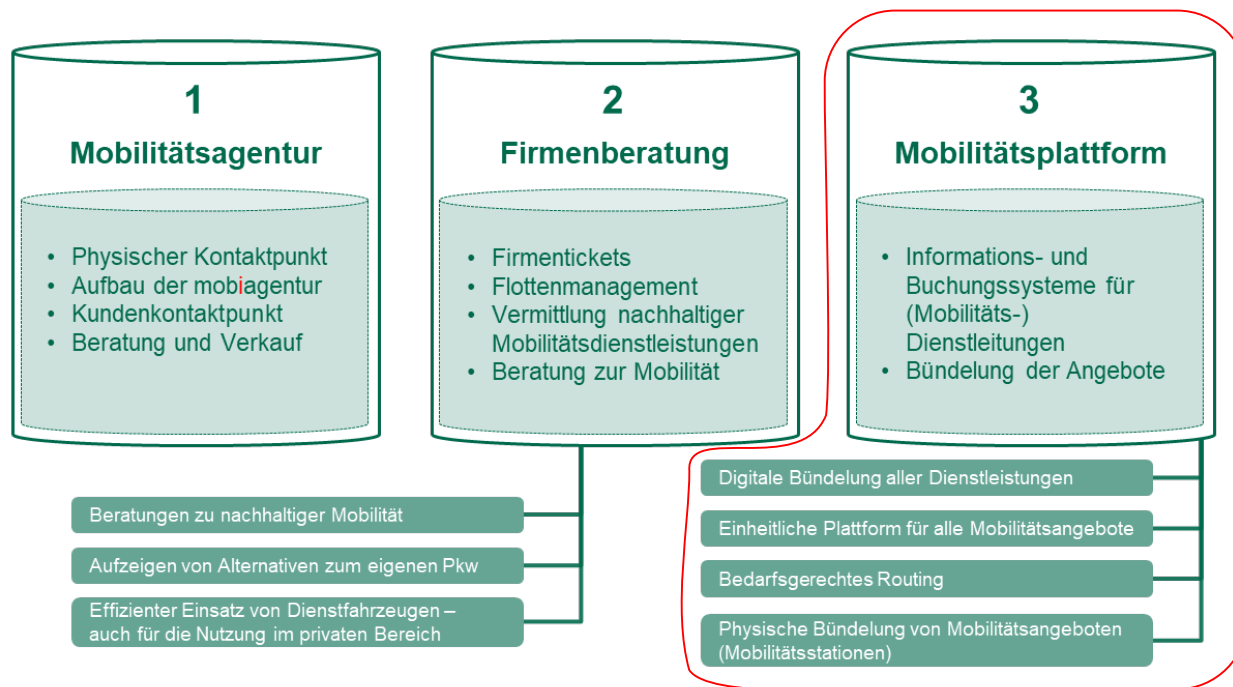 1
Mobilitätsagentur
• Physischer Kontaktpunkt
• Aufbau der mobiagentur
• Kundenkontaktpunkt
• Beratung und Verkauf
2
Firmenberatung
• Firmentickets
• Flottenmanagement
• Vermittlung nachhaltiger
Mobilitätsdienstleistungen
• Beratung zur Mobilität
Beratungen zu nachhaltiger Mobilität
Aufzeigen von Alternativen zum eigenen Pkw
Effizienter Einsatz von Dienstfahrzeugen –
auch für die Nutzung im privaten Bereich
3
Mobilitätsplattform
• Informations- und
Buchungssysteme für
(Mobilitäts-)
Dienstleitungen
• Bündelung der Angebote
Digitale Bündelung aller Dienstleistungen
Einheitliche Plattform für alle Mobilitätsangebote
Bedarfsgerechtes Routing
Physische Bündelung von Mobilitätsangeboten
(Mobilitätsstationen)